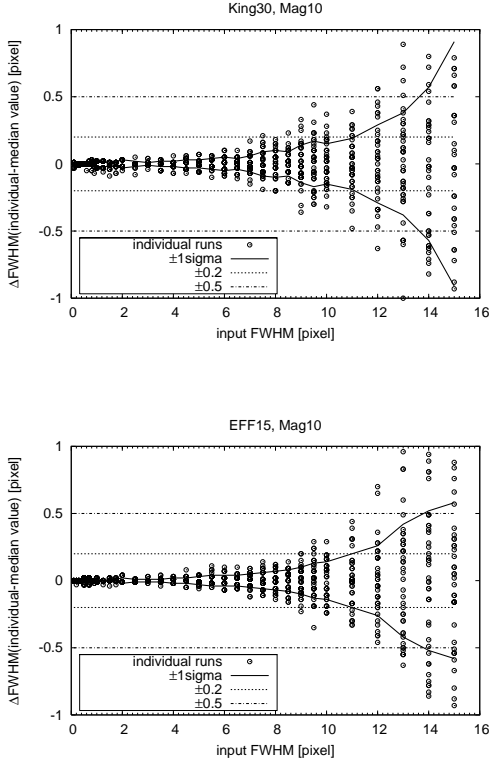 King30, Mag10
ΔFWHM(individual-median value) [pixel]
1
0.5
0
-0.5
-1
individual runs
±1sigma
±0.2
±0.5
0 2 4 6 8 10 12 14 16
input FWHM [pixel]
EFF15, Mag10
ΔFWHM(individual-median value) [pixel]
1
0.5
0
-0.5
-1
individual runs
±1sigma
±0.2
±0.5
0 2 4 6 8 10 12 14 16
input FWHM [pixel]